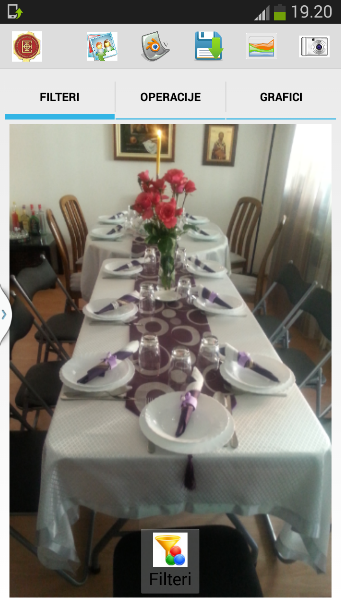 19.20
FILTERI
OPERACIJE
GRAFICI
Filteri